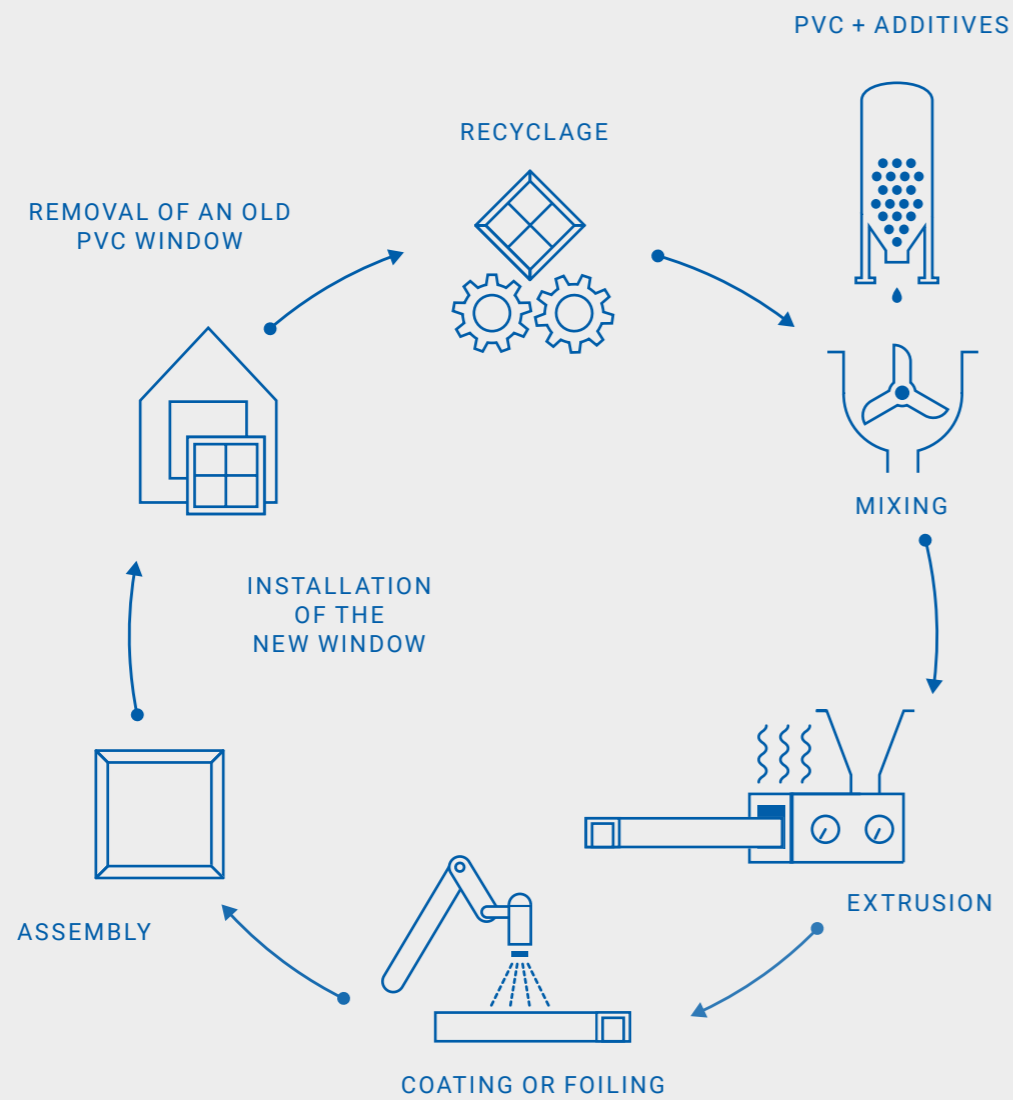 PVC + ADDITIVES
RECYCLAGE
REMOVAL OF AN OLD
PVC WINDOW
MIXING
INSTALLATION
OF THE
NEW WINDOW
EXTRUSION
ASSEMBLY
COATING OR FOILING